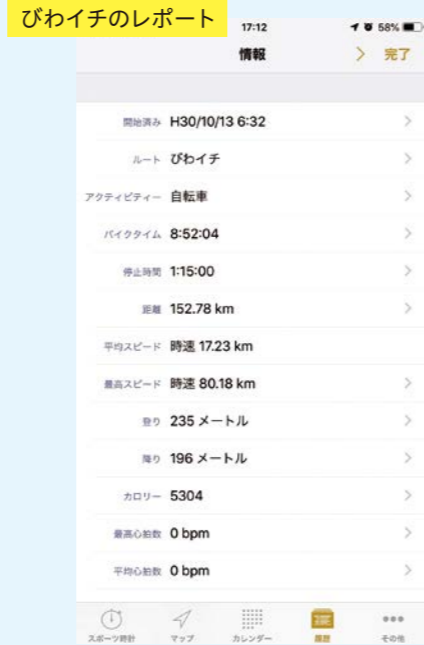 びわイチのレポート
17:12
58%
情報
完了
開始済み H30/10/13 6:32
ルート びわイチ
アクティビティー 自転車
バイクタイム 8:52:04
停止時間 1:15:00
距離 152.78 km
平均スピード 時速 17.23 km
最高スピード 時速 80.18 km
登り 235 メートル
降り 196 メートル
カロリー 5304
最高心拍数 0 bpm
平均心拍数 0 bpm
スポーツ時計 マップ カレンダー 履歴 その他